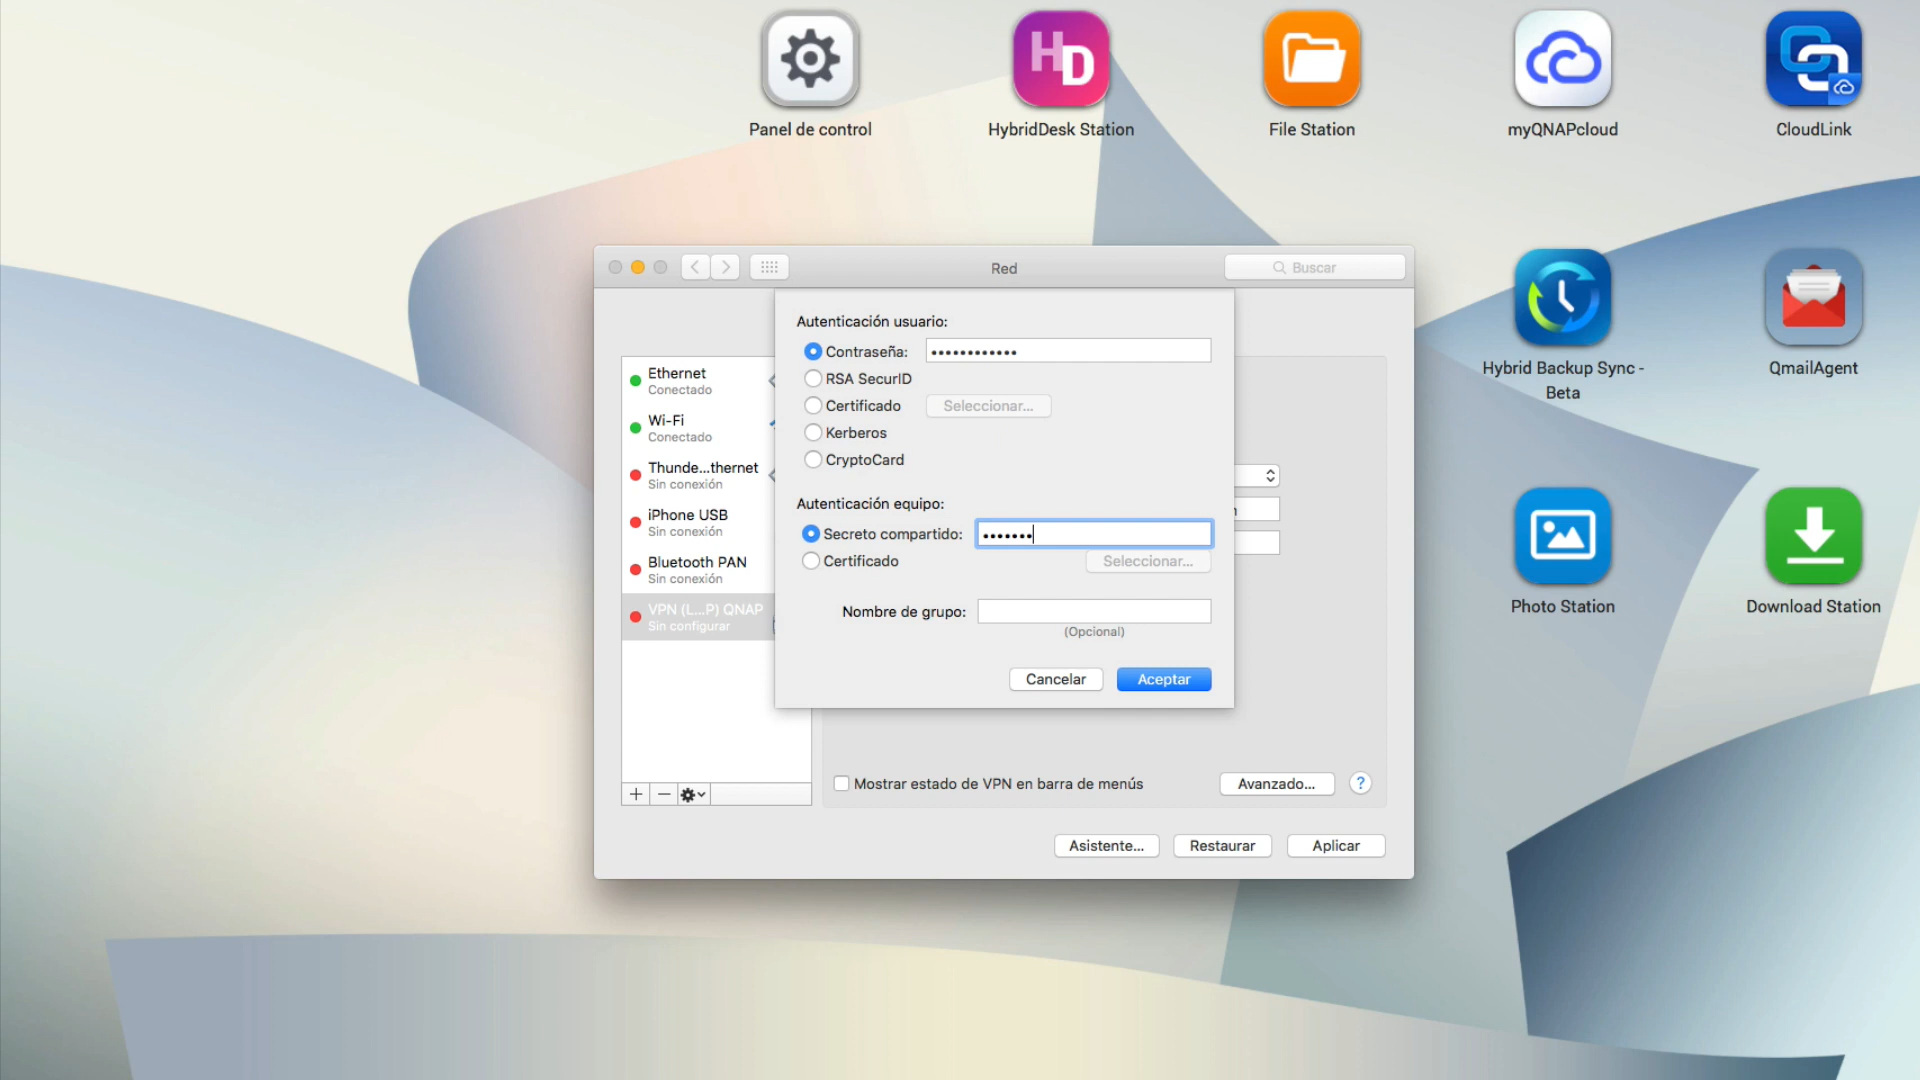 HD
Panel de control
HybridDesk Station
File Station
myQNAPcloud
CloudLink
Red
Buscar
Autenticación usuario:
Contraseña: ••••••••••••
RSA SecurID
Certificado
Seleccionar...
Kerberos
CryptoCard
Autenticación equipo:
Secreto compartido: •••••••
Certificado
Seleccionar...
Nombre de grupo:
(Opcional)
Cancelar
Aceptar
Ethernet
Conectado
Wi-Fi
Conectado
Thunde...thernet
Sin conexión
iPhone USB
Sin conexión
Bluetooth PAN
Sin conexión
VPN (L...P) QNAP
Sin configurar
Mostrar estado de VPN en barra de menús
Avanzado...
?
Asistente...
Restaurar
Aplicar
Hybrid Backup Sync -
Beta
QmailAgent
Photo Station
Download Station